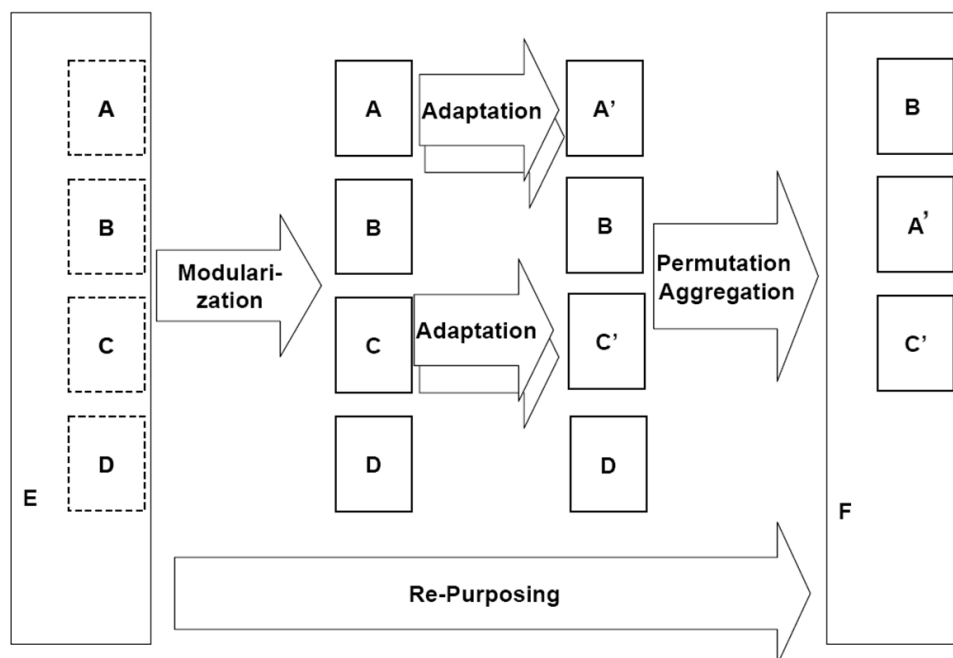 A
B
C
D
E
Modulari-
zation
A
B
C
D
Adaptation
Adaptation
A’
B
C’
D
Permutation
Aggregation
B
A’
C’
F
Re-Purposing